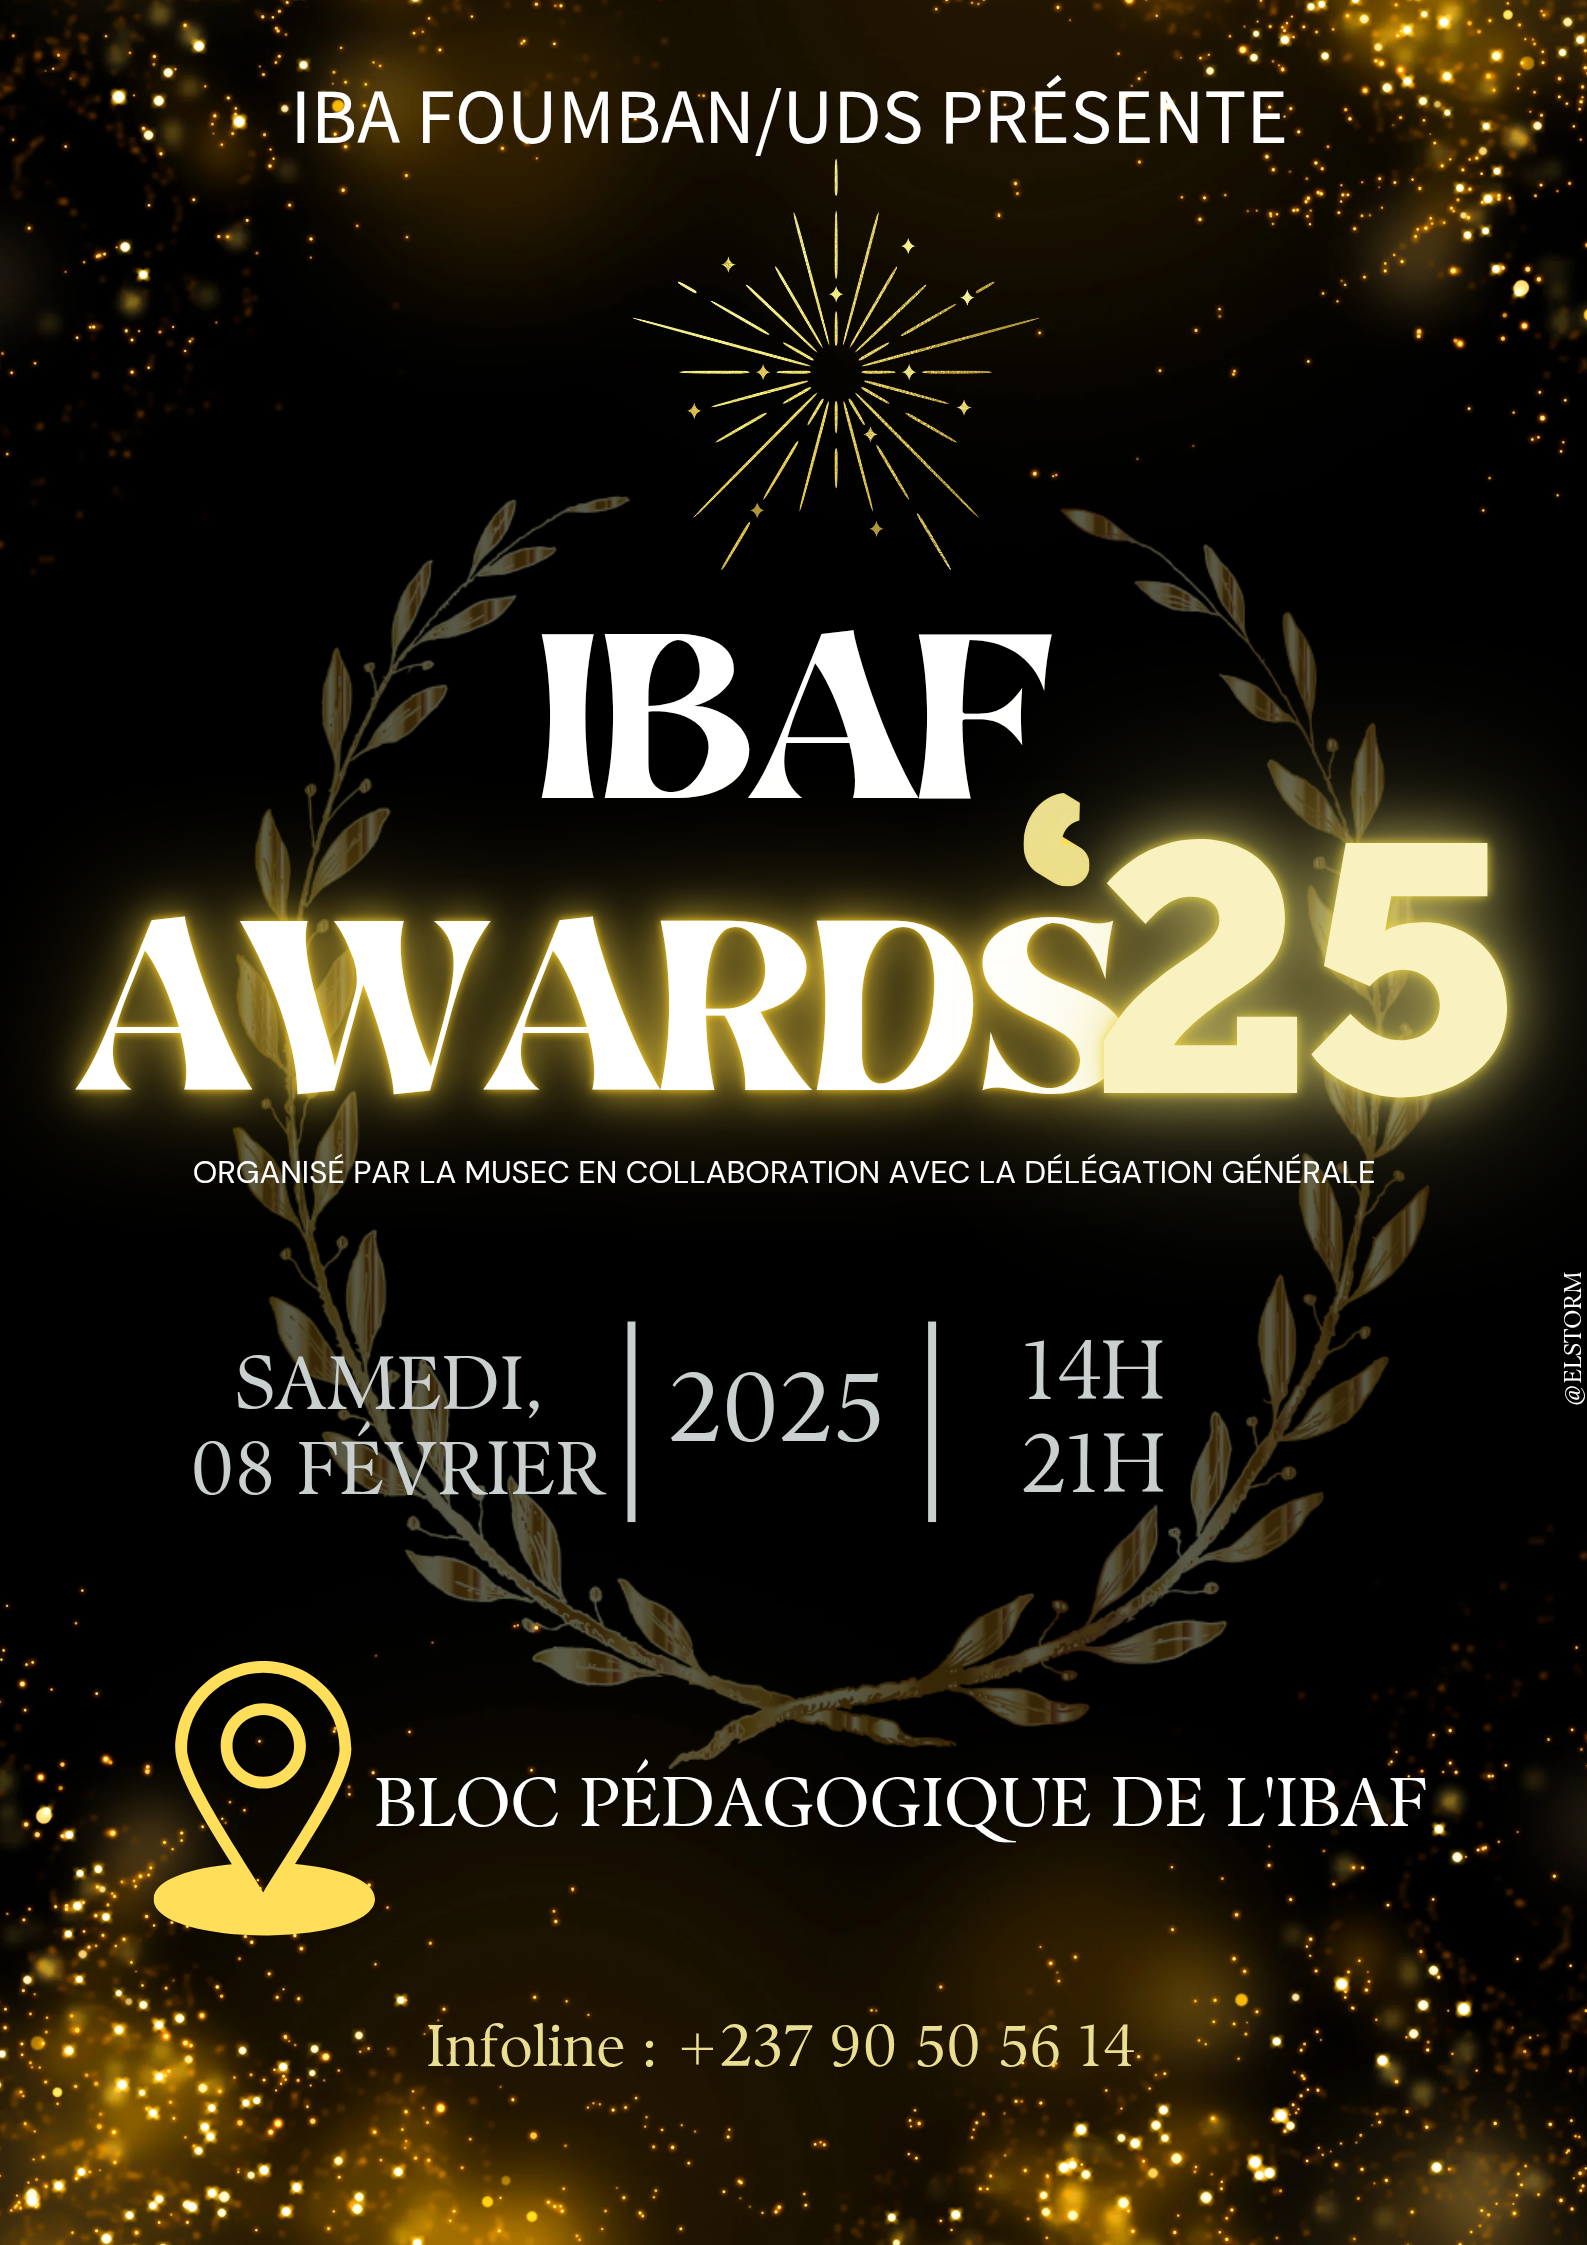 IBA FOUMBAN/UDS PRÉSENTE
IBAF
AWARDS‘25
ORGANISÉ PAR LA MUSEC EN COLLABORATION AVEC LA DÉLÉGATION GÉNÉRALE
SAMEDI,
08 FÉVRIER
2025
14H
21H
@ELSTORM
BLOC PÉDAGOGIQUE DE L'IBAF
Infoline : +237 90 50 56 14